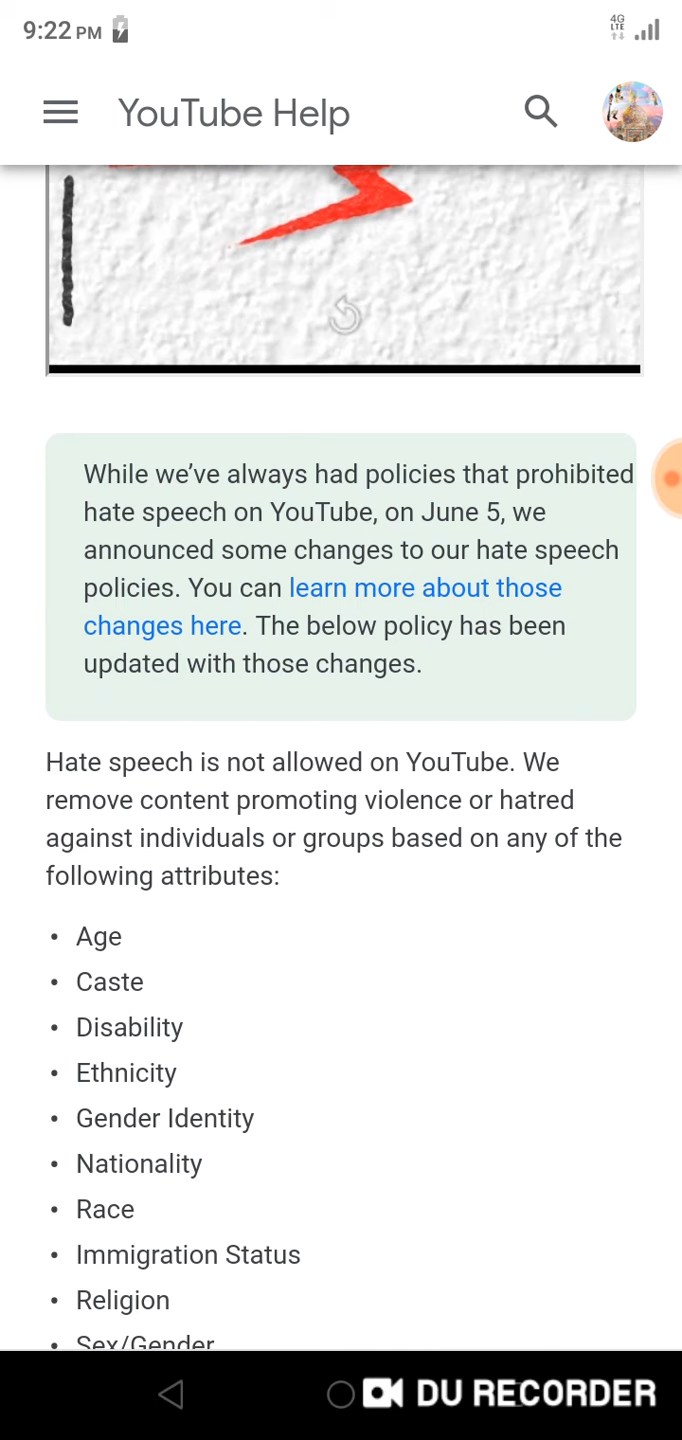 9:22 PM
4G
LTE
YouTube Help
While we’ve always had policies that prohibited
hate speech on YouTube, on June 5, we
announced some changes to our hate speech
policies. You can learn more about those
changes here. The below policy has been
updated with those changes.
Hate speech is not allowed on YouTube. We
remove content promoting violence or hatred
against individuals or groups based on any of the
following attributes:
• Age
• Caste
• Disability
• Ethnicity
• Gender Identity
• Nationality
• Race
• Immigration Status
• Religion
• Sex/Gender
DU RECORDER